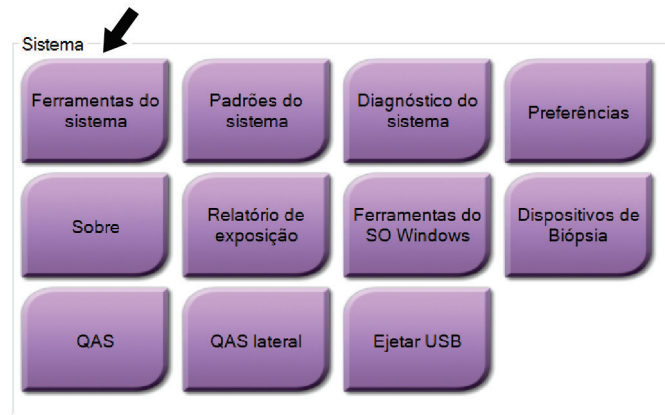 Sistema
Ferramentas do
sistema
Padrões do
sistema
Diagnóstico do
sistema
Preferências
Sobre
Relatório de
exposição
Ferramentas do
SO Windows
Dispositivos de
Biópsia
QAS
QAS lateral
Ejetar USB